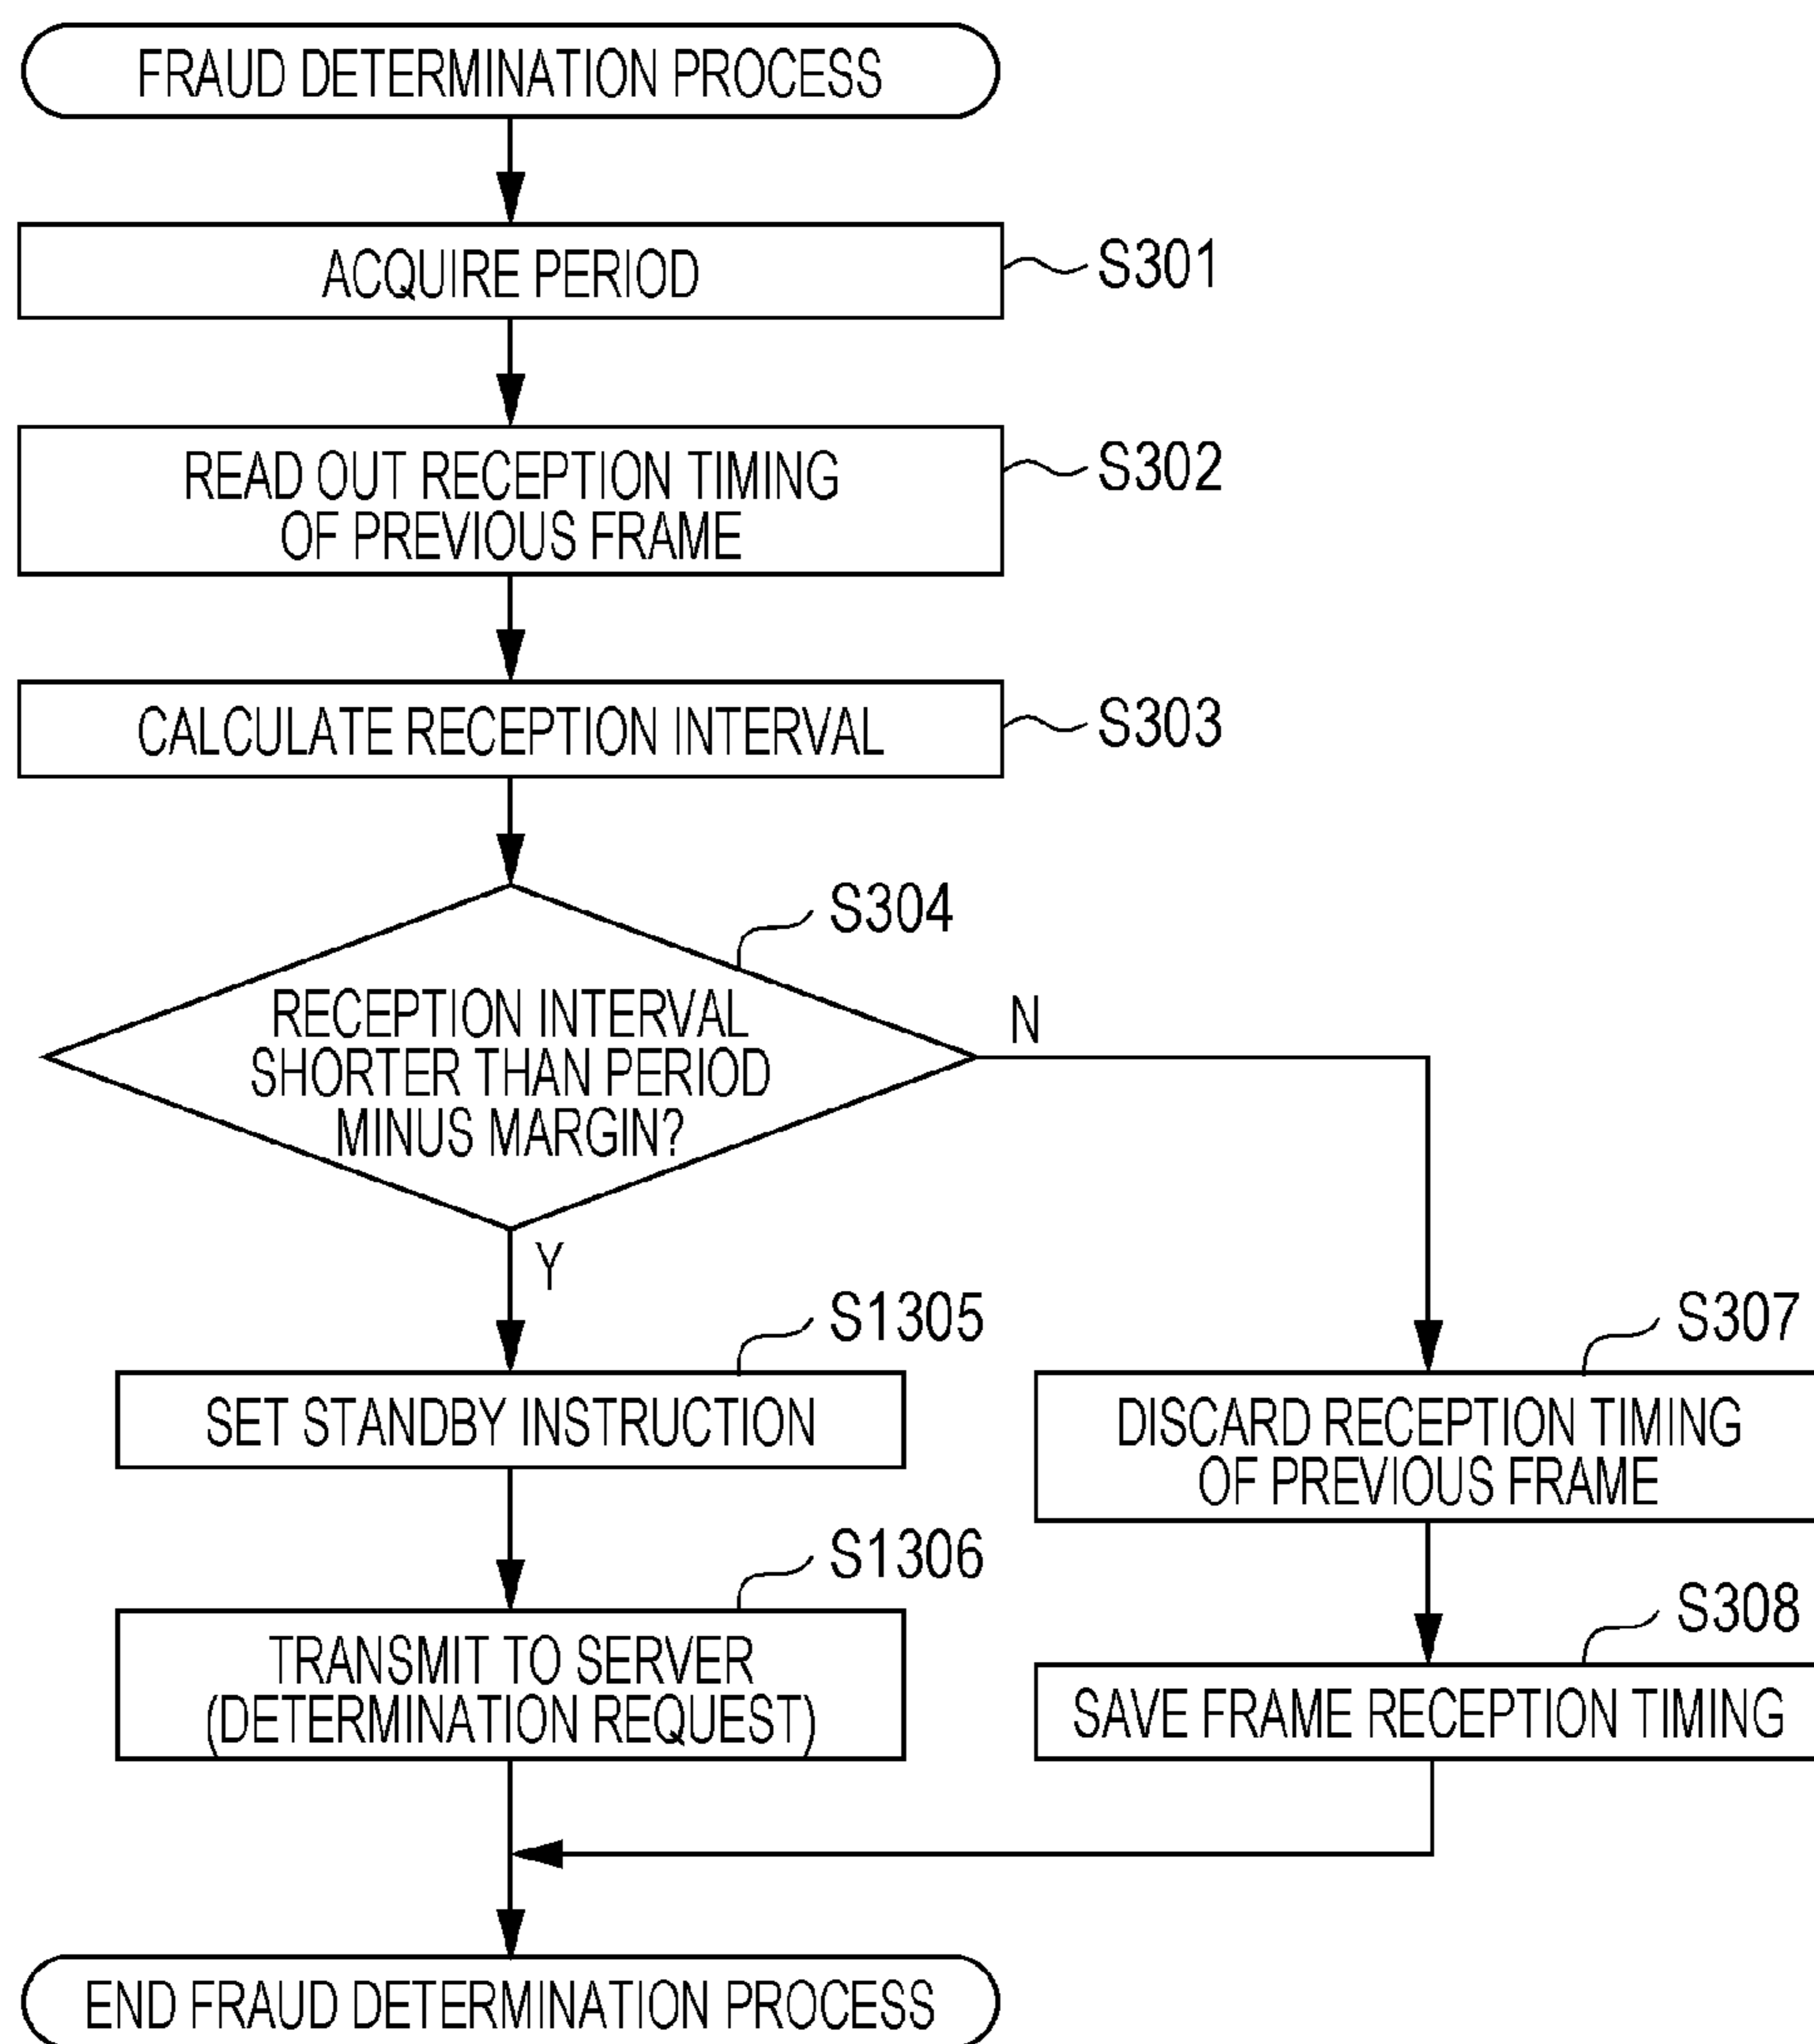 FRAUD DETERMINATION PROCESS
ACQUIRE PERIOD
S301
READ OUT RECEPTION TIMING
OF PREVIOUS FRAME
S302
CALCULATE RECEPTION INTERVAL
S303
S304
RECEPTION INTERVAL
SHORTER THAN PERIOD
MINUS MARGIN?
N
Y
S1305
SET STANDBY INSTRUCTION
S307
DISCARD RECEPTION TIMING
OF PREVIOUS FRAME
S1306
TRANSMIT TO SERVER
(DETERMINATION REQUEST)
S308
SAVE FRAME RECEPTION TIMING
END FRAUD DETERMINATION PROCESS